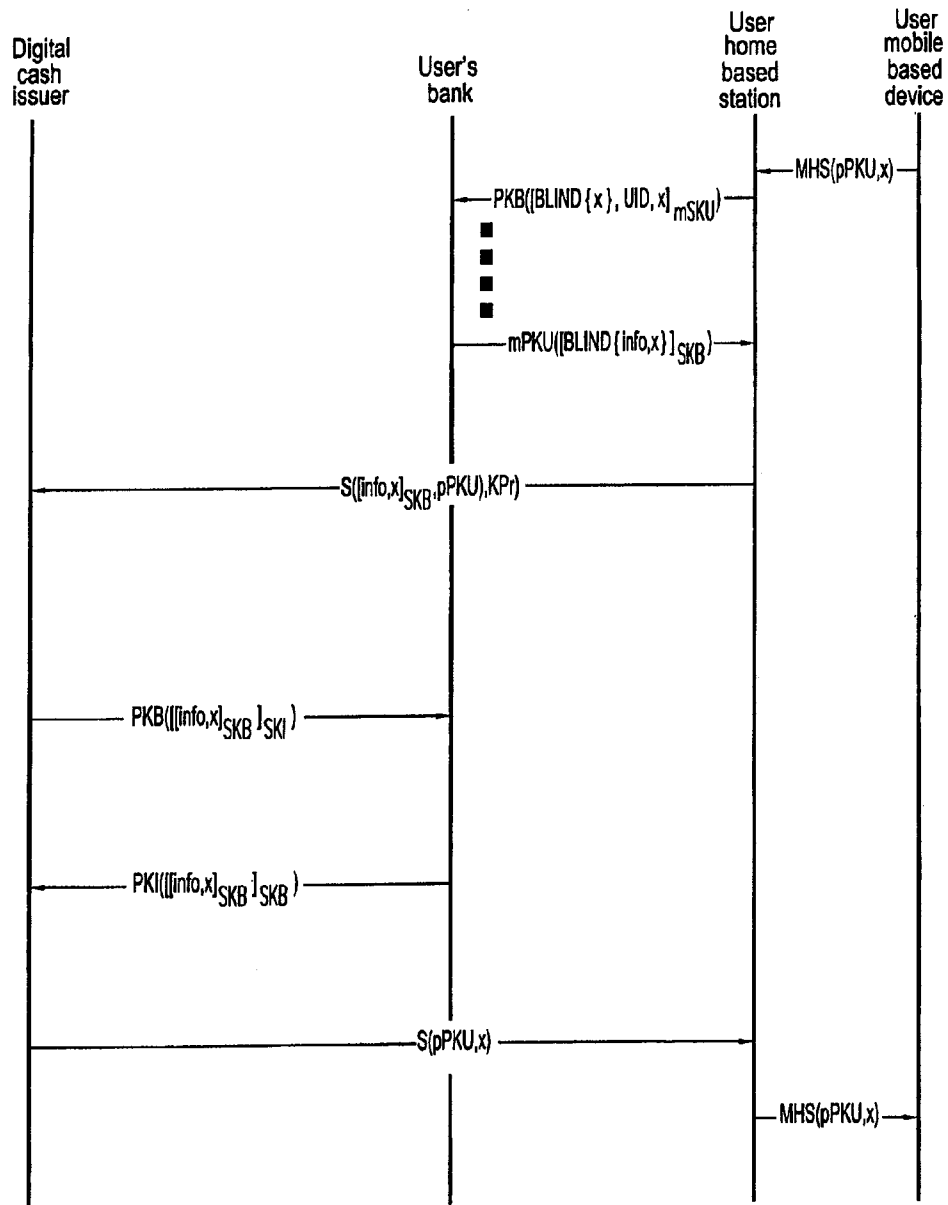 Digital
cash
issuer
User's
bank
User
home
based
station
User
mobile
based
device
MHS(pPKU,x)
PKB([BLIND{x}, UID, x]mSKU)
mPKU([BLIND{info,x}]SKB)
S([info,x]SKB,pPKU),KPr)
PKB([[info,x]SKB]SKI)
PKI([[info,x]SKB]SKB)
S(pPKU,x)
MHS(pPKU,x)